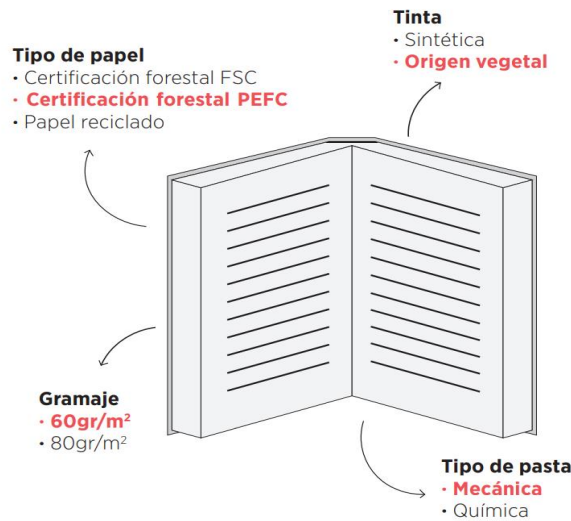 Tinta
• Sintética
• Origen vegetal
Tipo de papel
• Certificación forestal FSC
• Certificación forestal PEFC
• Papel reciclado
Gramaje
• 60gr/m²
• 80gr/m²
Tipo de pasta
• Mecánica
• Química